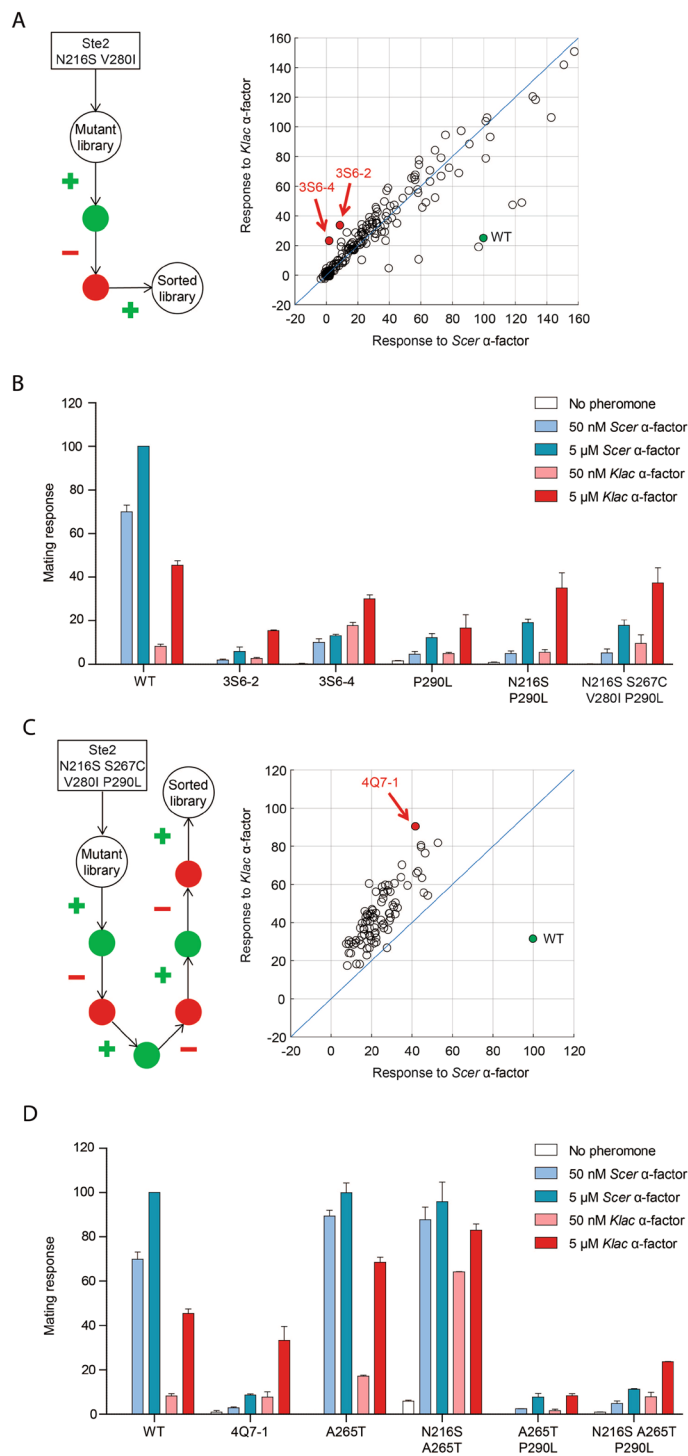 A
Ste2
N216S V280I
Mutant
library
+
−
Sorted
library
+
Response to Klac α-factor
160
140
120
100
80
60
40
20
0
-20
3S6-4
3S6-2
WT
-20 0 20 40 60 80 100 120 140 160
Response to Scer α-factor
B
Mating response
120
100
80
60
40
20
0
No pheromone
50 nM Scer α-factor
5 µM Scer α-factor
50 nM Klac α-factor
5 µM Klac α-factor
WT 3S6-2 3S6-4 P290L N216S N216S S267C
P290L V280I P290L
C
Ste2
N216S S267C
V280I P290L
Sorted
library
Mutant
library
+
+
−
−
+
+
−
Response to Klac α-factor
120
100
80
60
40
20
0
-20
4Q7-1
WT
-20 0 20 40 60 80 100 120
Response to Scer α-factor
D
Mating response
120
100
80
60
40
20
0
No pheromone
50 nM Scer α-factor
5 µM Scer α-factor
50 nM Klac α-factor
5 µM Klac α-factor
WT 4Q7-1 A265T N216S A265T N216S A265T
A265T P290L P290L